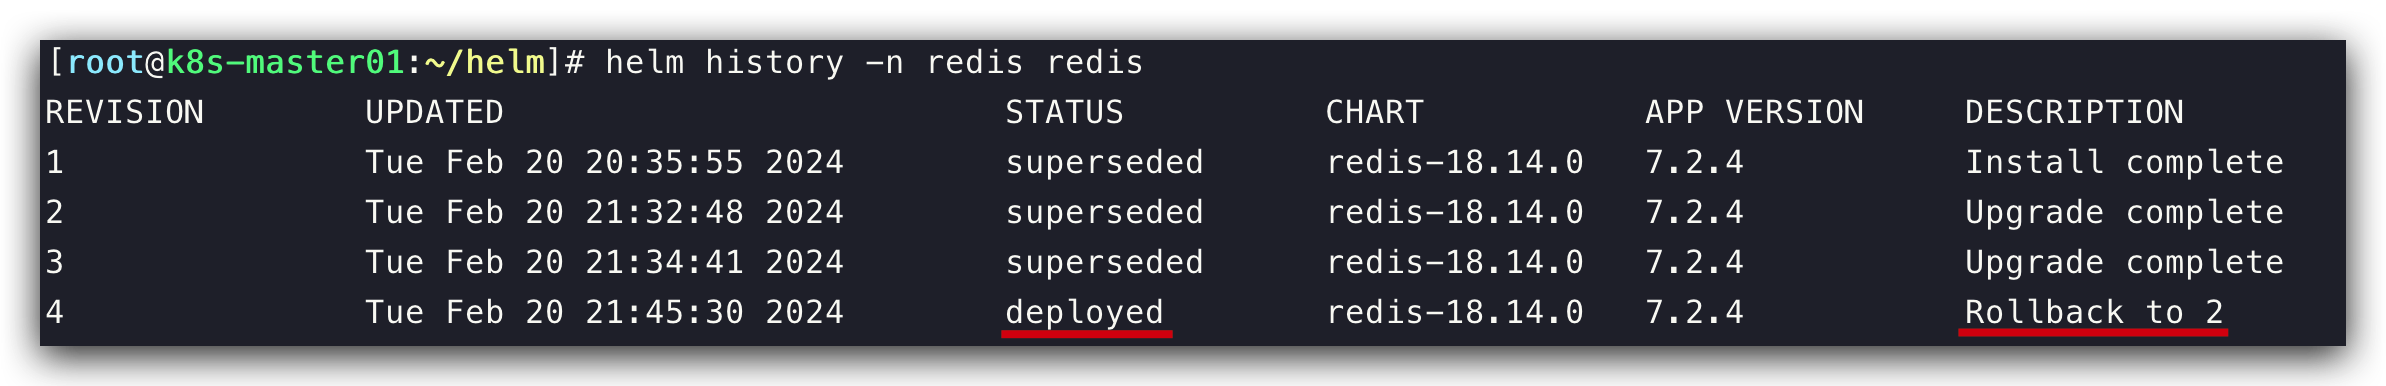 [root@k8s-master01:~/helm]# helm history -n redis redis
REVISION UPDATED STATUS CHART APP VERSION DESCRIPTION
1 Tue Feb 20 20:35:55 2024 superseded redis-18.14.0 7.2.4 Install complete
2 Tue Feb 20 21:32:48 2024 superseded redis-18.14.0 7.2.4 Upgrade complete
3 Tue Feb 20 21:34:41 2024 superseded redis-18.14.0 7.2.4 Upgrade complete
4 Tue Feb 20 21:45:30 2024 deployed redis-18.14.0 7.2.4 Rollback to 2